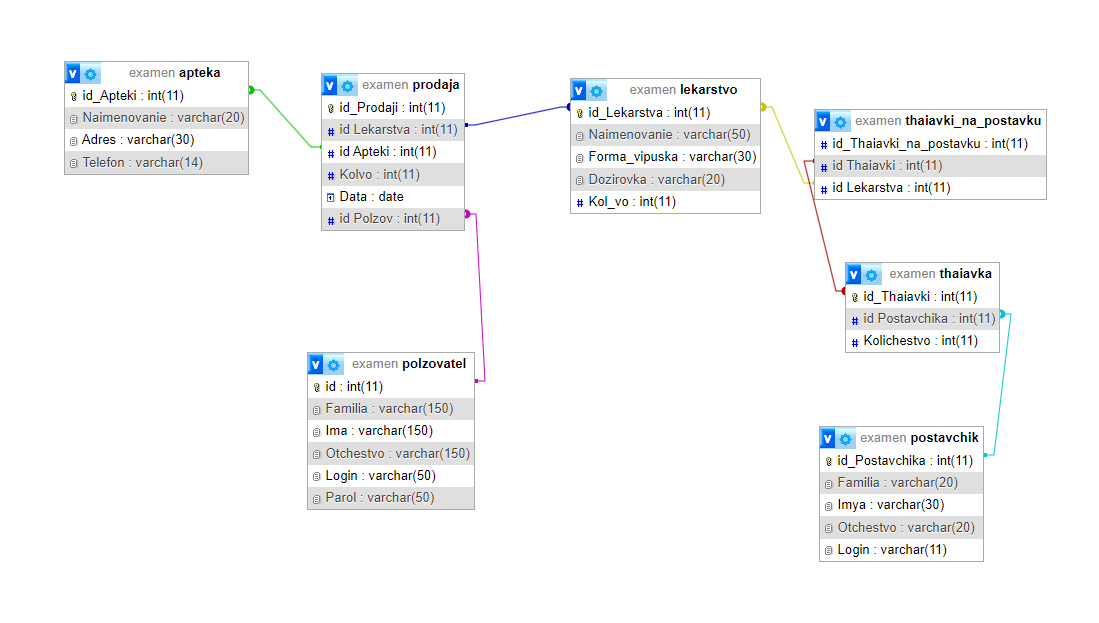 v examen apteka
id_Apteki : int(11)
Naimenovanie : varchar(20)
Adres : varchar(30)
Telefon : varchar(14)
v examen prodaja
id_Prodaji : int(11)
# id Lekarstva : int(11)
# id Apteki : int(11)
# Kolvo : int(11)
Data : date
# id Polzov : int(11)
v examen lekarstvo
id_Lekarstva : int(11)
Naimenovanie : varchar(50)
Forma_vipuska : varchar(30)
Dozirovka : varchar(20)
# Kol_vo : int(11)
v examen thaiavki_na_postavku
# id_Thaiavki_na_postavku : int(11)
# id Thaiavki : int(11)
# id Lekarstva : int(11)
v examen thaiavka
id_Thaiavki : int(11)
# id Postavchika : int(11)
# Kolichestvo : int(11)
v examen polzovatel
id : int(11)
Familia : varchar(150)
Ima : varchar(150)
Otchestvo : varchar(150)
Login : varchar(50)
Parol : varchar(50)
v examen postavchik
id_Postavchika : int(11)
Familia : varchar(20)
Imya : varchar(30)
Otchestvo : varchar(20)
Login : varchar(11)